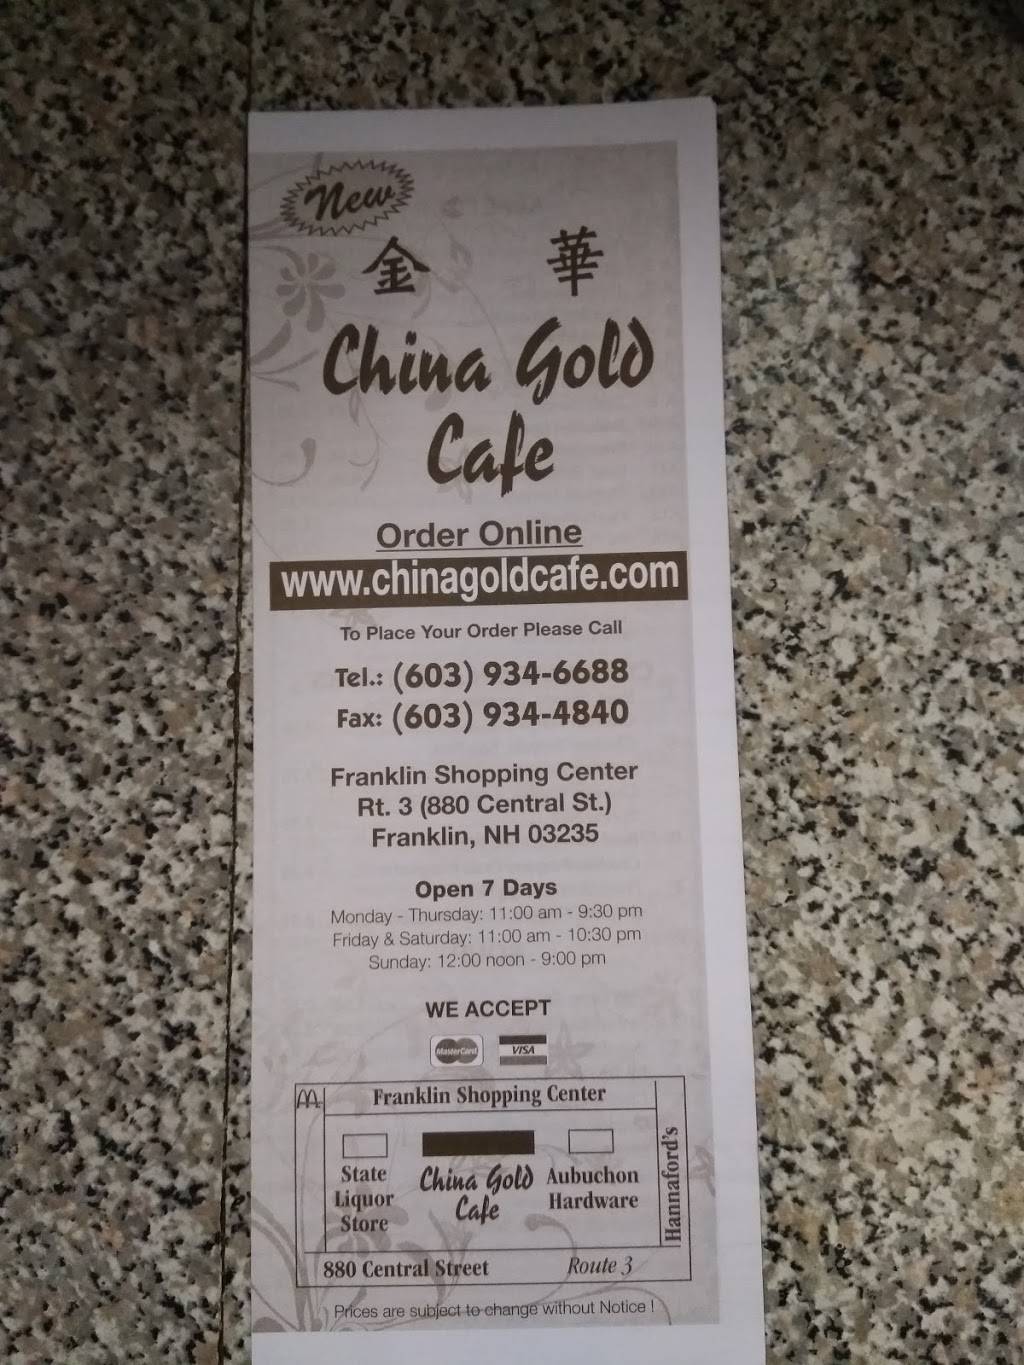 New
金 華
China Gold
Cafe
Order Online
www.chinagoldcafe.com
To Place Your Order Please Call
Tel.: (603) 934-6688
Fax: (603) 934-4840
Franklin Shopping Center
Rt. 3 (880 Central St.)
Franklin, NH 03235
Open 7 Days
Monday - Thursday: 11:00 am - 9:30 pm
Friday & Saturday: 11:00 am - 10:30 pm
Sunday: 12:00 noon - 9:00 pm
WE ACCEPT
MasterCard VISA
Franklin Shopping Center
State
Liquor
Store
China Gold
Cafe
Aubuchon
Hardware
Hannaford's
880 Central Street Route 3
Prices are subject to change without Notice !